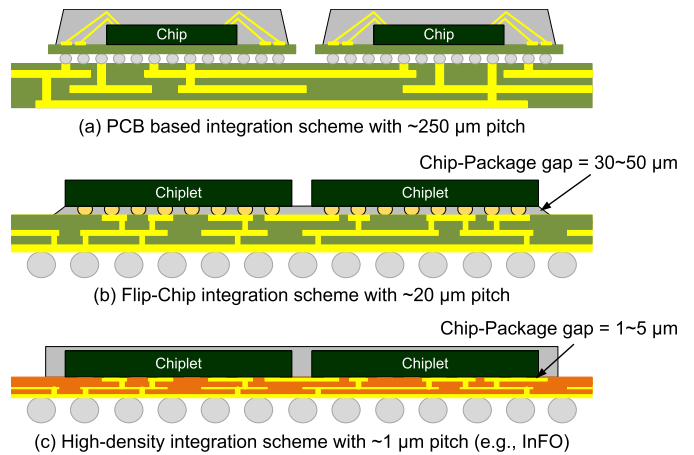 Chip
Chip
(a) PCB based integration scheme with ~250 μm pitch
Chip-Package gap = 30~50 μm
Chiplet
Chiplet
(b) Flip-Chip integration scheme with ~20 μm pitch
Chip-Package gap = 1~5 μm
Chiplet
Chiplet
(c) High-density integration scheme with ~1 μm pitch (e.g., InFO)